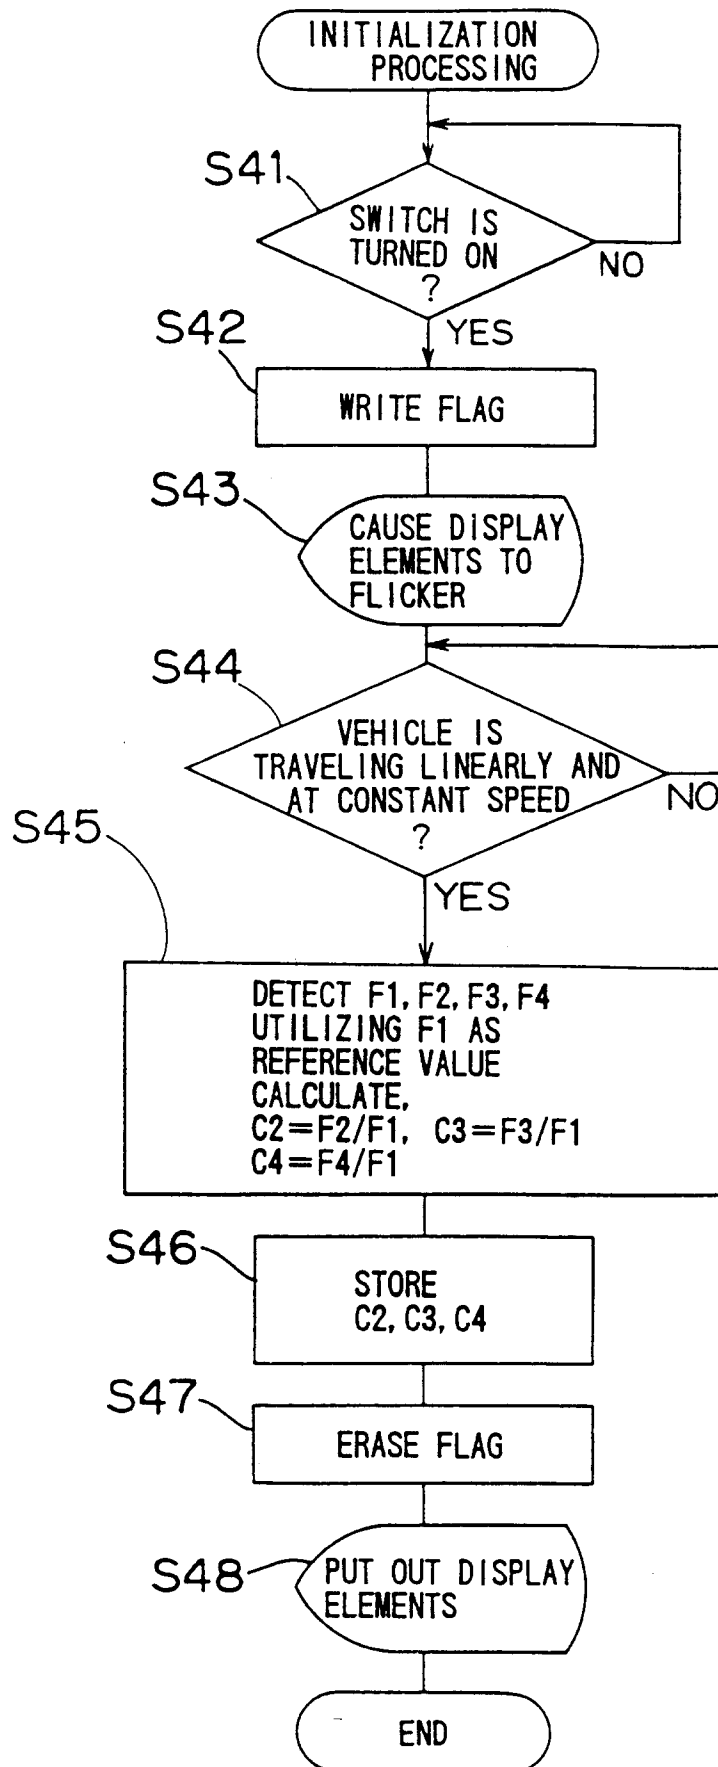 INITIALIZATION
PROCESSING
S41
SWITCH IS
TURNED ON
?
NO
YES
S42
WRITE FLAG
S43
CAUSE DISPLAY
ELEMENTS TO
FLICKER
S44
VEHICLE IS
TRAVELING LINEARLY AND
AT CONSTANT SPEED
?
NO
YES
S45
DETECT F1, F2, F3, F4
UTILIZING F1 AS
REFERENCE VALUE
CALCULATE,
C2=F2/F1, C3=F3/F1
C4=F4/F1
S46
STORE
C2, C3, C4
S47
ERASE FLAG
S48
PUT OUT DISPLAY
ELEMENTS
END